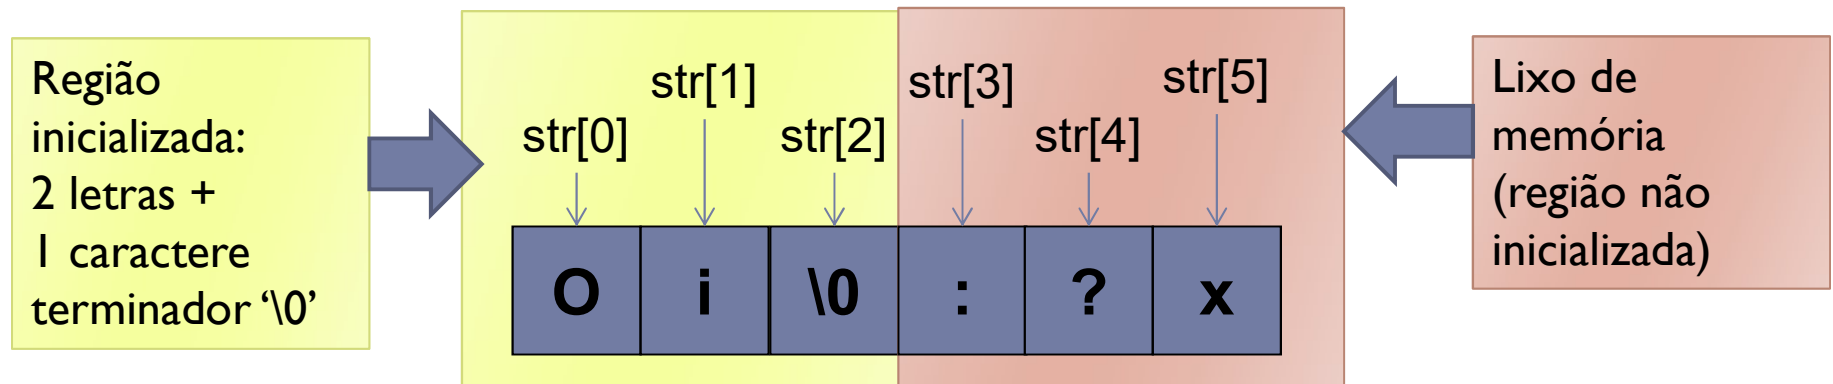 Região
inicializada:
2 letras +
1 caractere
terminador ‘\0’
str[0]
str[1]
str[2]
str[3]
str[4]
str[5]
O i \0 : ? x
Lixo de
memória
(região não
inicializada)